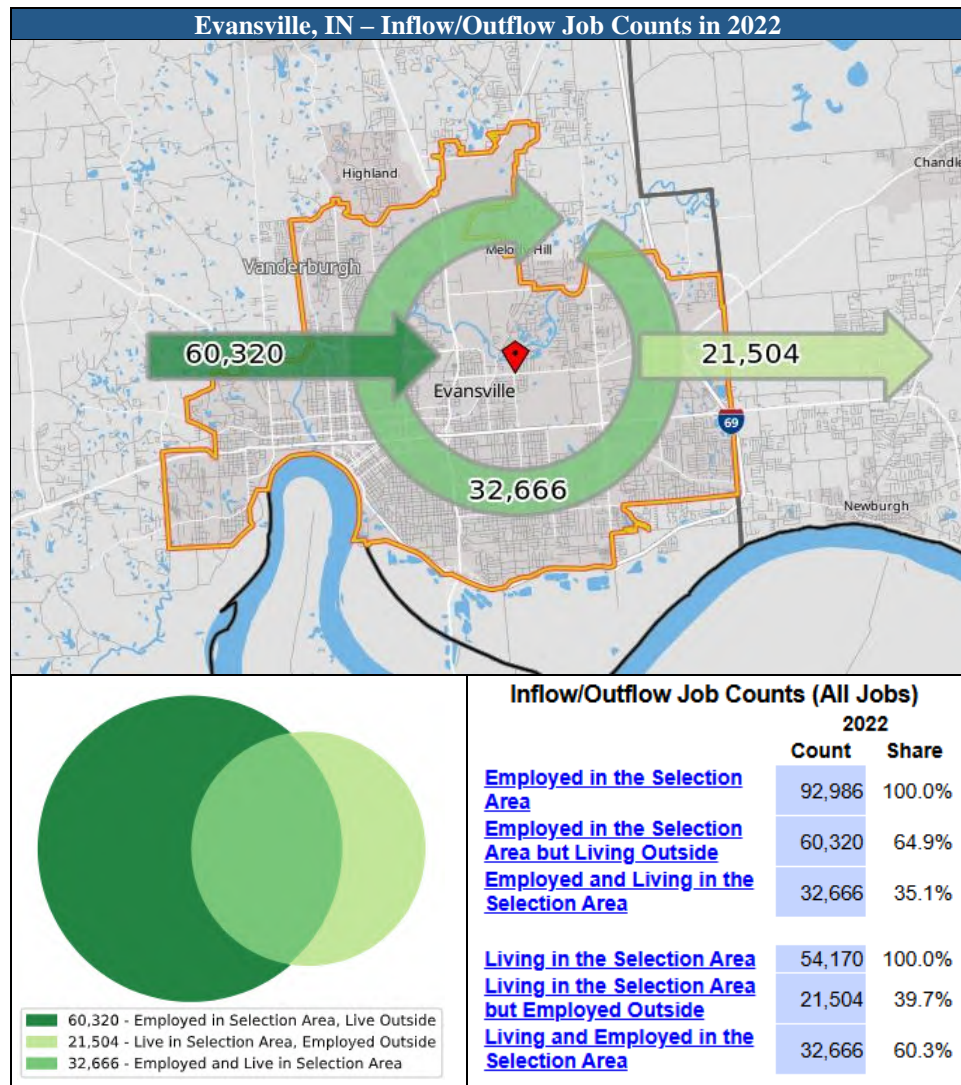 Evansville, IN – Inflow/Outflow Job Counts in 2022
Chandle
Highland
Vanderburgh
60,320
21,504
Evansville
69
32,666
Newburgh
60,320 - Employed in Selection Area, Live Outside
21,504 - Live in Selection Area, Employed Outside
32,666 - Employed and Live in Selection Area
Inflow/Outflow Job Counts (All Jobs)
2022
Count Share
Employed in the Selection
Area
92,986 100.0%
Employed in the Selection
Area but Living Outside
60,320 64.9%
Employed and Living in the
Selection Area
32,666 35.1%
Living in the Selection Area 54,170 100.0%
Living in the Selection Area
but Employed Outside
21,504 39.7%
Living and Employed in the
Selection Area
32,666 60.3%